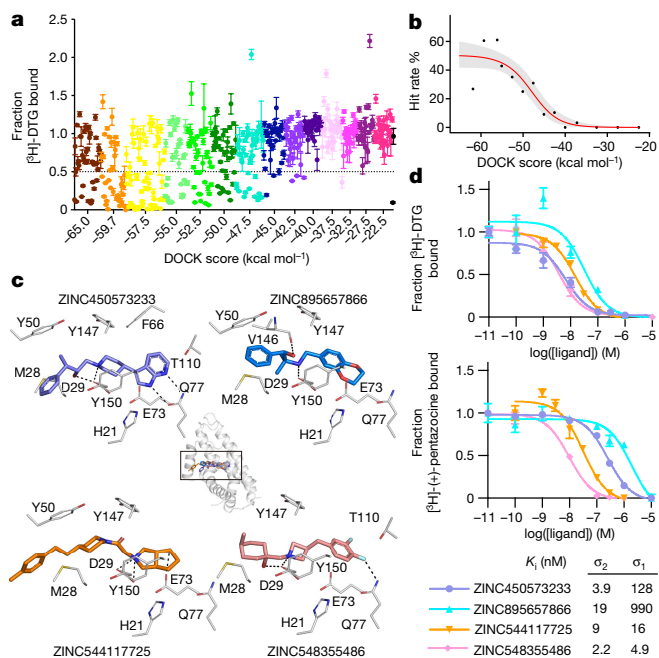 a
Fraction
[³H]-DTG bound
2.5
2.0
1.5
1.0
0.5
0
−65.0
−59.7
−57.5
−55.0
−52.5
−50.0
−47.5
−45.0
−42.5
−40.0
−37.5
−32.5
−27.5
−22.5
DOCK score (kcal mol⁻¹)
b
Hit rate %
60
40
20
0
−60 −50 −40 −30 −20
DOCK score (kcal mol⁻¹)
c
ZINC450573233
Y50
Y147
F66
M28
D29
Y150
T110
Q77
E73
H21
ZINC895657866
Y147
V146
M28
D29
Y150
E73
Q77
H21
Y50
Y147
D29
Y150
M28
E73
Q77
H21
ZINC544117725
Y147
T110
M28
D29
Y150
E73
Q77
H21
ZINC548355486
d
Fraction [³H]-DTG
bound
1.5
1.0
0.5
0
−11 −10 −9 −8 −7 −6 −5
log([ligand]) (M)
Fraction
[³H]-(+)-pentazocine bound
1.5
1.0
0.5
0
−11 −10 −9 −8 −7 −6 −5
log([ligand]) (M)
Kᵢ (nM) σ₂ σ₁
ZINC450573233 3.9 128
ZINC895657866 19 990
ZINC544117725 9 16
ZINC548355486 2.2 4.9